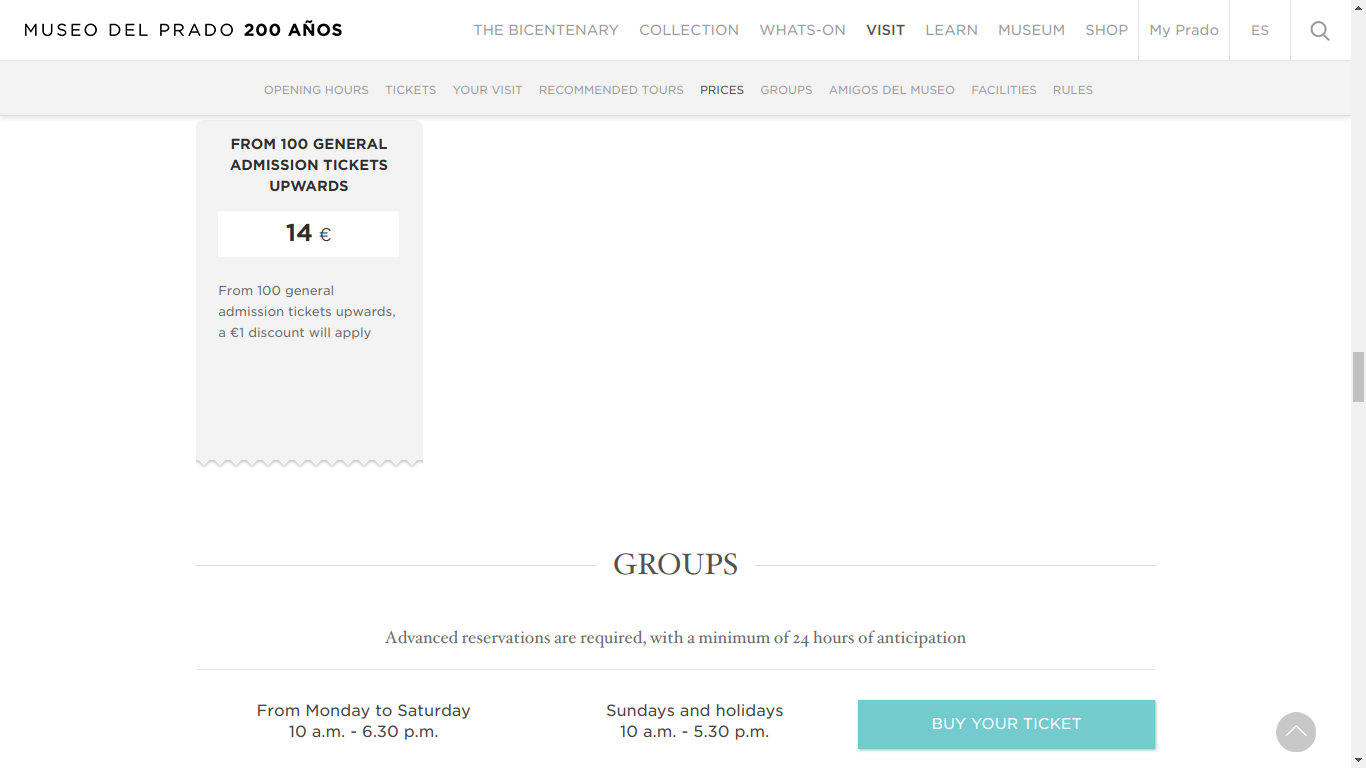 MUSEO DEL PRADO 200 AÑOS
THE BICENTENARY COLLECTION WHATS-ON VISIT LEARN MUSEUM SHOP My Prado ES
OPENING HOURS TICKETS YOUR VISIT RECOMMENDED TOURS PRICES GROUPS AMIGOS DEL MUSEO FACILITIES RULES
FROM 100 GENERAL
ADMISSION TICKETS
UPWARDS
14 €
From 100 general
admission tickets upwards,
a €1 discount will apply
GROUPS
Advanced reservations are required, with a minimum of 24 hours of anticipation
From Monday to Saturday
10 a.m. - 6.30 p.m.
Sundays and holidays
10 a.m. - 5.30 p.m.
BUY YOUR TICKET